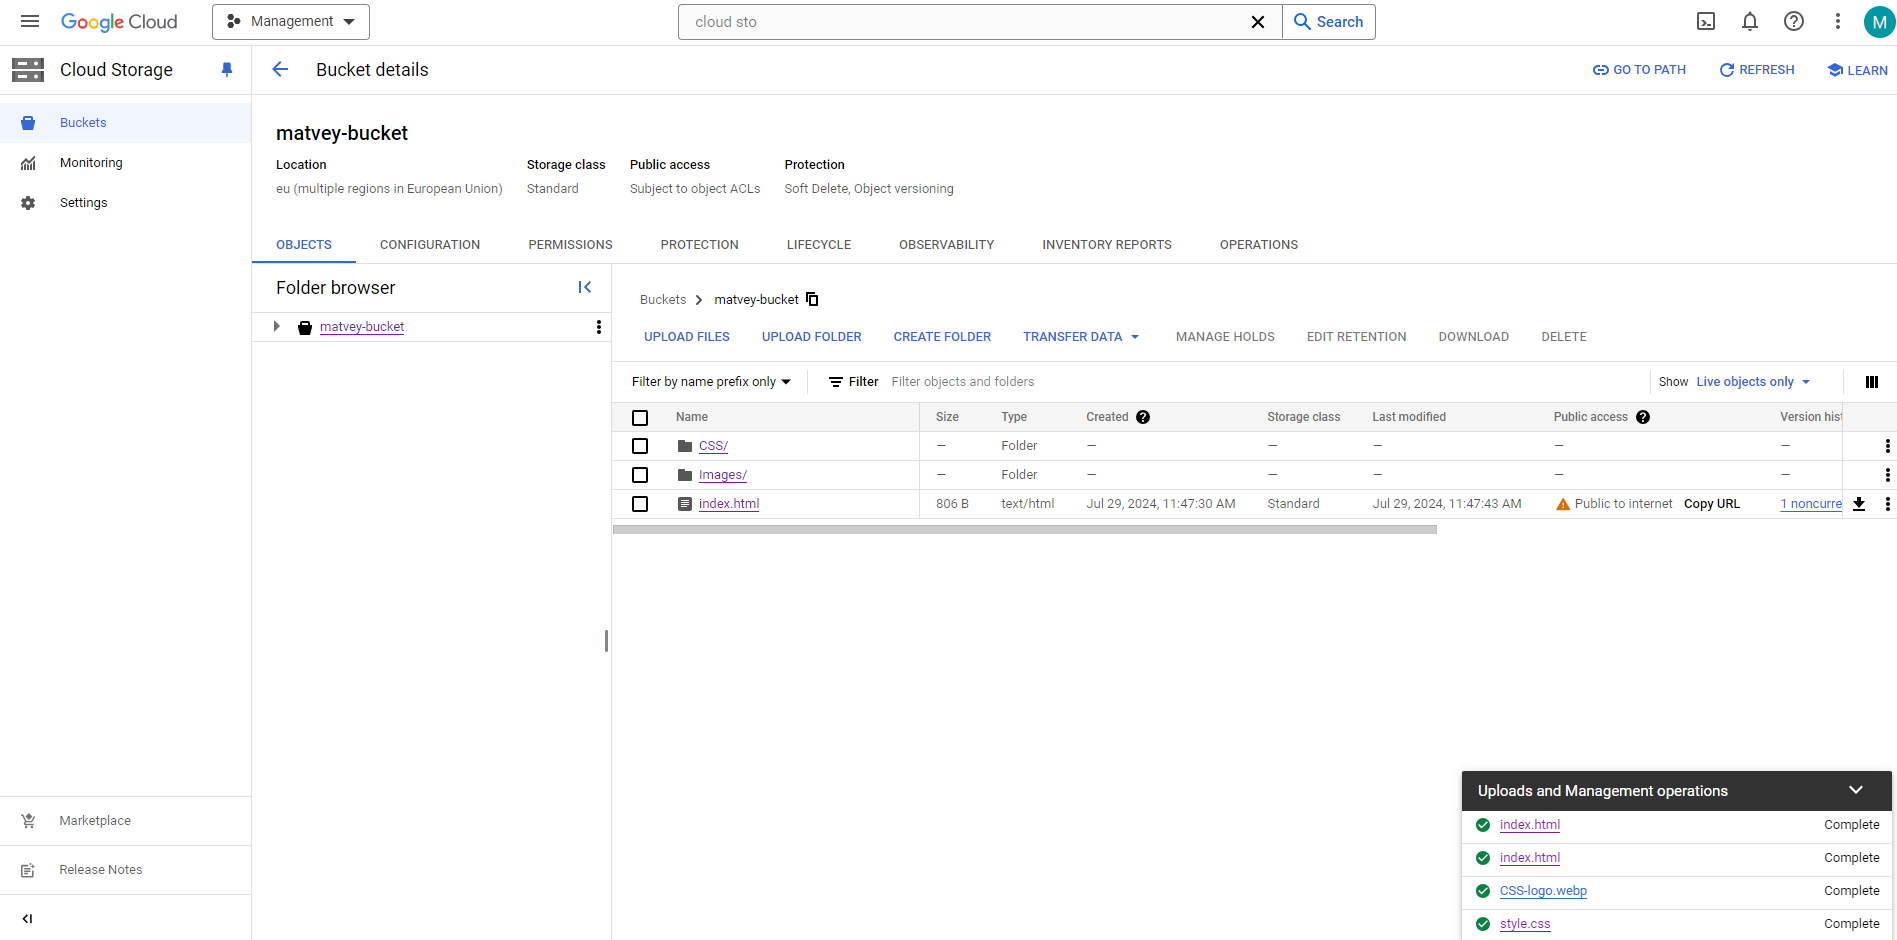 Google Cloud
Management
cloud sto
Search
M
Cloud Storage
Bucket details
GO TO PATH
REFRESH
LEARN
Buckets
Monitoring
Settings
matvey-bucket
Location Storage class Public access Protection
eu (multiple regions in European Union) Standard Subject to object ACLs Soft Delete, Object versioning
OBJECTS CONFIGURATION PERMISSIONS PROTECTION LIFECYCLE OBSERVABILITY INVENTORY REPORTS OPERATIONS
Folder browser
matvey-bucket
Buckets matvey-bucket
UPLOAD FILES UPLOAD FOLDER CREATE FOLDER TRANSFER DATA MANAGE HOLDS EDIT RETENTION DOWNLOAD DELETE
Filter by name prefix only Filter Filter objects and folders Show Live objects only
Name Size Type Created Storage class Last modified Public access Version hist
CSS/ — Folder — — — — —
Images/ — Folder — — — — —
index.html 806 B text/html Jul 29, 2024, 11:47:30 AM Standard Jul 29, 2024, 11:47:43 AM Public to internet Copy URL 1 noncurre
Marketplace
Release Notes
Uploads and Management operations
index.html Complete
index.html Complete
CSS-logo.webp Complete
style.css Complete